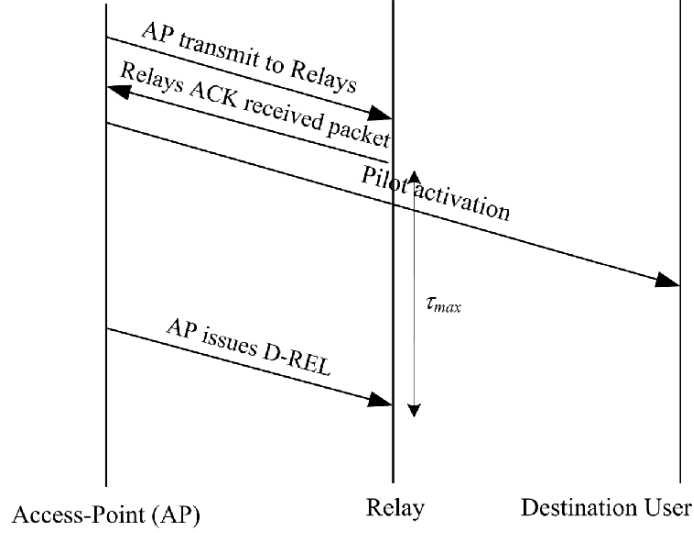 AP transmit to Relays
Relays ACK received packet
Pilot activation
τmax
AP issues D-REL
Access-Point (AP)
Relay
Destination User